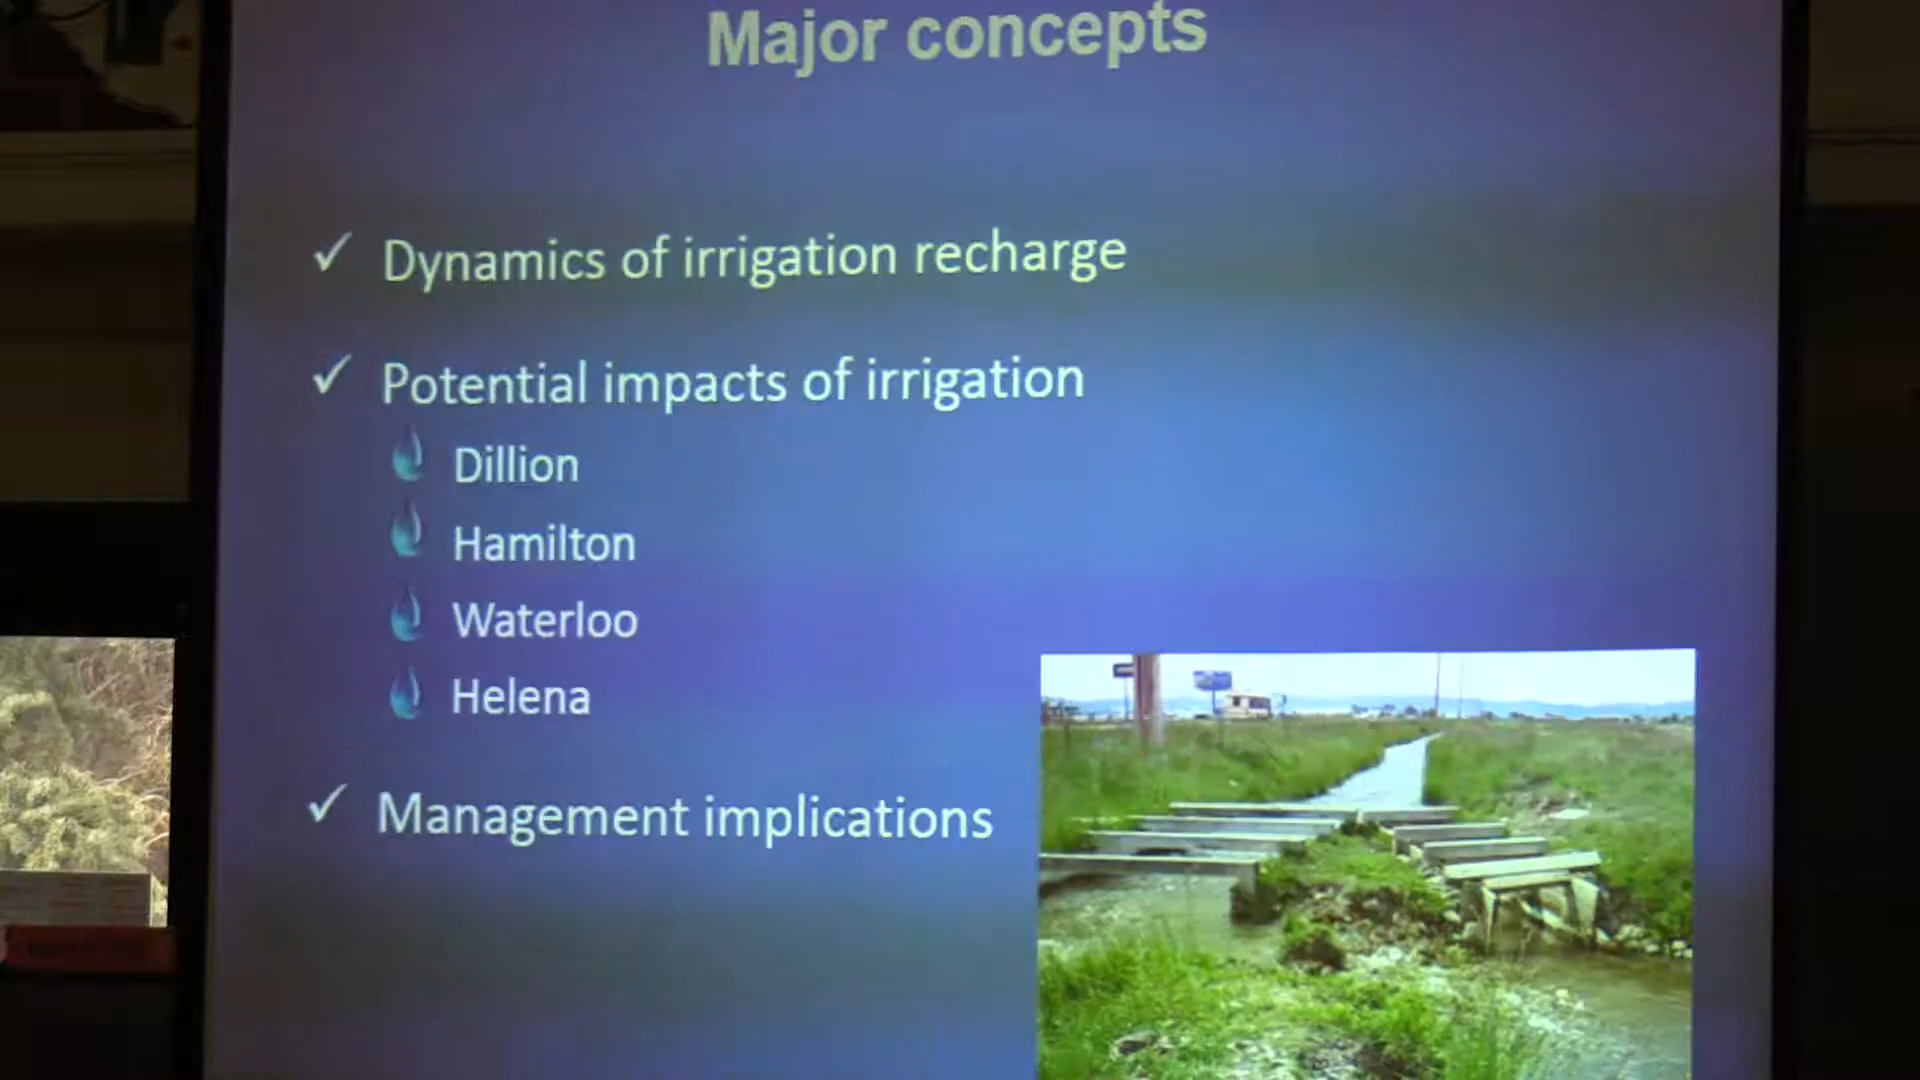 Major concepts
Dynamics of irrigation recharge
Potential impacts of irrigation
Dillion
Hamilton
Waterloo
Helena
Management implications